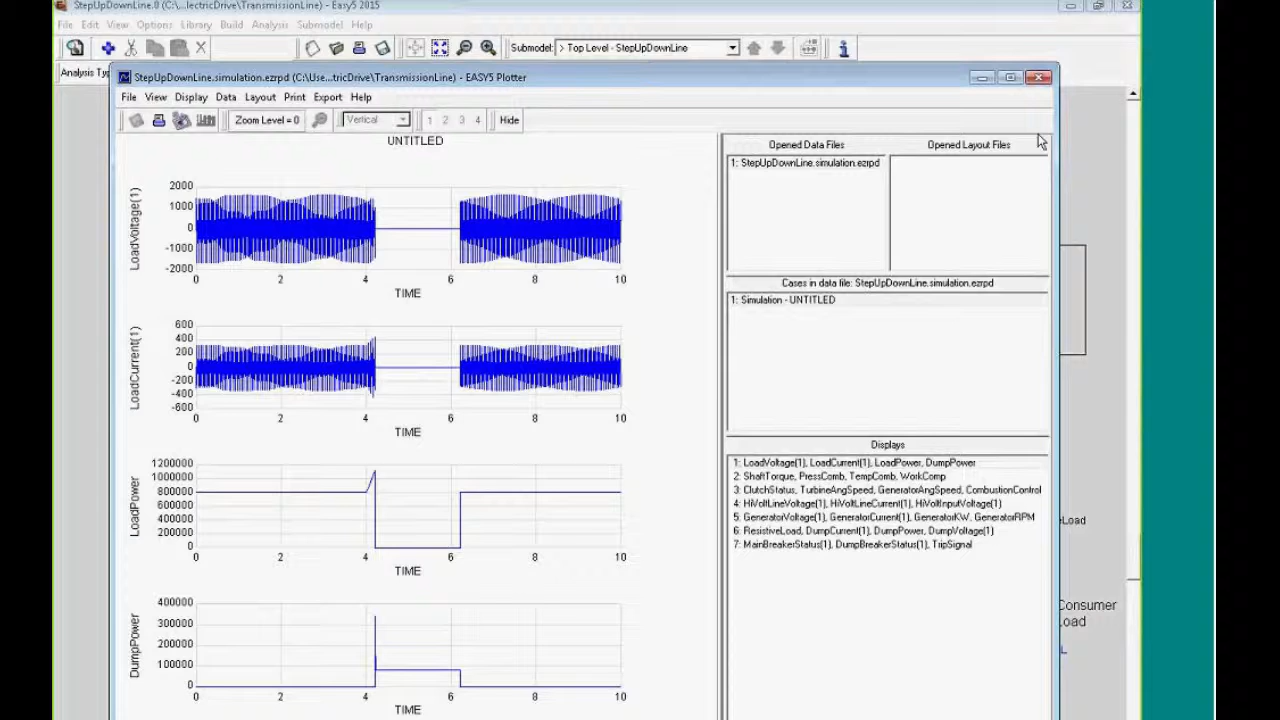 StepUpDownLine.0 (C:\...\lectricDrive\TransmissionLine) - Easy5 2015
File Edit View Options Library Build Analysis Submodel Help
Submodel: > Top Level - StepUpDownLine
Analysis Typ
StepUpDownLine.simulation.ezrpd (C:\Use...tricDrive\TransmissionLine) - EASY5 Plotter
File View Display Data Layout Print Export Help
Zoom Level = 0 Vertical 1 2 3 4 Hide
UNTITLED
LoadVoltage(1)
2000
1000
0
-1000
-2000
0 2 4 6 8 10
TIME
LoadCurrent(1)
600
400
200
0
-200
-400
-600
0 2 4 6 8 10
TIME
LoadPower
1200000
1000000
800000
600000
400000
200000
0
0 2 4 6 8 10
TIME
DumpPower
400000
300000
200000
100000
0
0 2 4 6 8 10
TIME
Opened Data Files
1: StepUpDownLine.simulation.ezrpd
Opened Layout Files
Cases in data file: StepUpDownLine.simulation.ezrpd
1: Simulation - UNTITLED
Displays
1: LoadVoltage(1), LoadCurrent(1), LoadPower, DumpPower
2: ShaftTorque, PressComb, TempComb, WorkComp
3: ClutchStatus, TurbineAngSpeed, GeneratorAngSpeed, CombustionControl
4: HiVoltLineVoltage(1), HiVoltLineCurrent(1), HiVoltInputVoltage(1)
5: GeneratorVoltage(1), GeneratorCurrent(1), GeneratorKW, GeneratorRPM
6: ResistiveLoad, DumpCurrent(1), DumpPower, DumpVoltage(1)
7: MainBreakerStatus(1), DumpBreakerStatus(1), TripSignal
eLoad
Consumer
Load
L